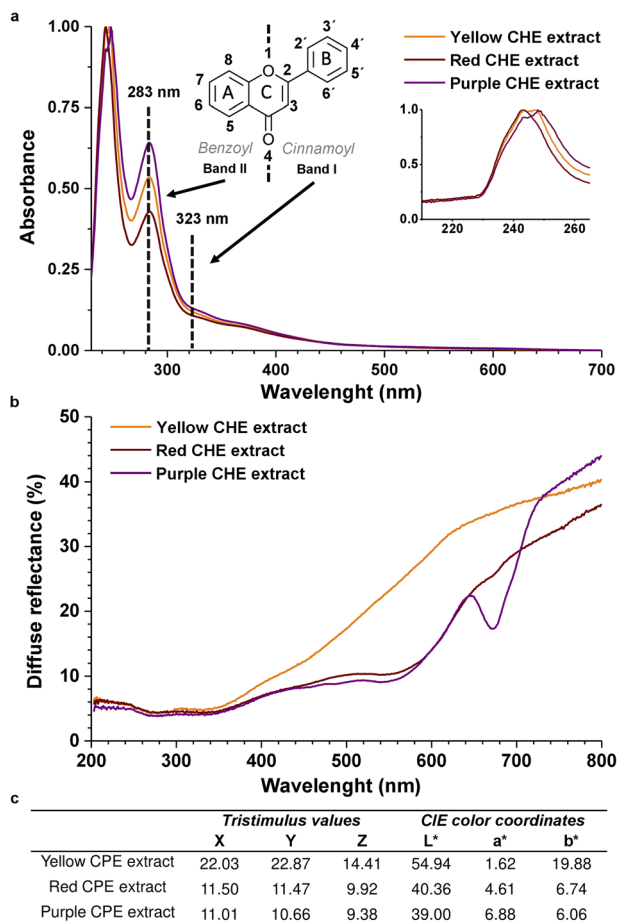 a
Yellow CHE extract
Red CHE extract
Purple CHE extract
1.0
0.5
0.0
220
240
260
1.00
0.75
0.50
0.25
0.00
Absorbance
283 nm
323 nm
Benzoyl
Band II
Cinnamoyl
Band I
A
C
B
O
O
1
2
3
4
5
6
7
8
2´
3´
4´
5´
6´
300
400
500
600
700
Wavelenght (nm)
b
Yellow CHE extract
Red CHE extract
Purple CHE extract
50
40
30
20
10
0
Diffuse reflectance (%)
200
300
400
500
600
700
800
Wavelenght (nm)
c
Tristimulus values CIE color coordinates
X Y Z L* a* b*
Yellow CPE extract 22.03 22.87 14.41 54.94 1.62 19.88
Red CPE extract 11.50 11.47 9.92 40.36 4.61 6.74
Purple CPE extract 11.01 10.66 9.38 39.00 6.88 6.06